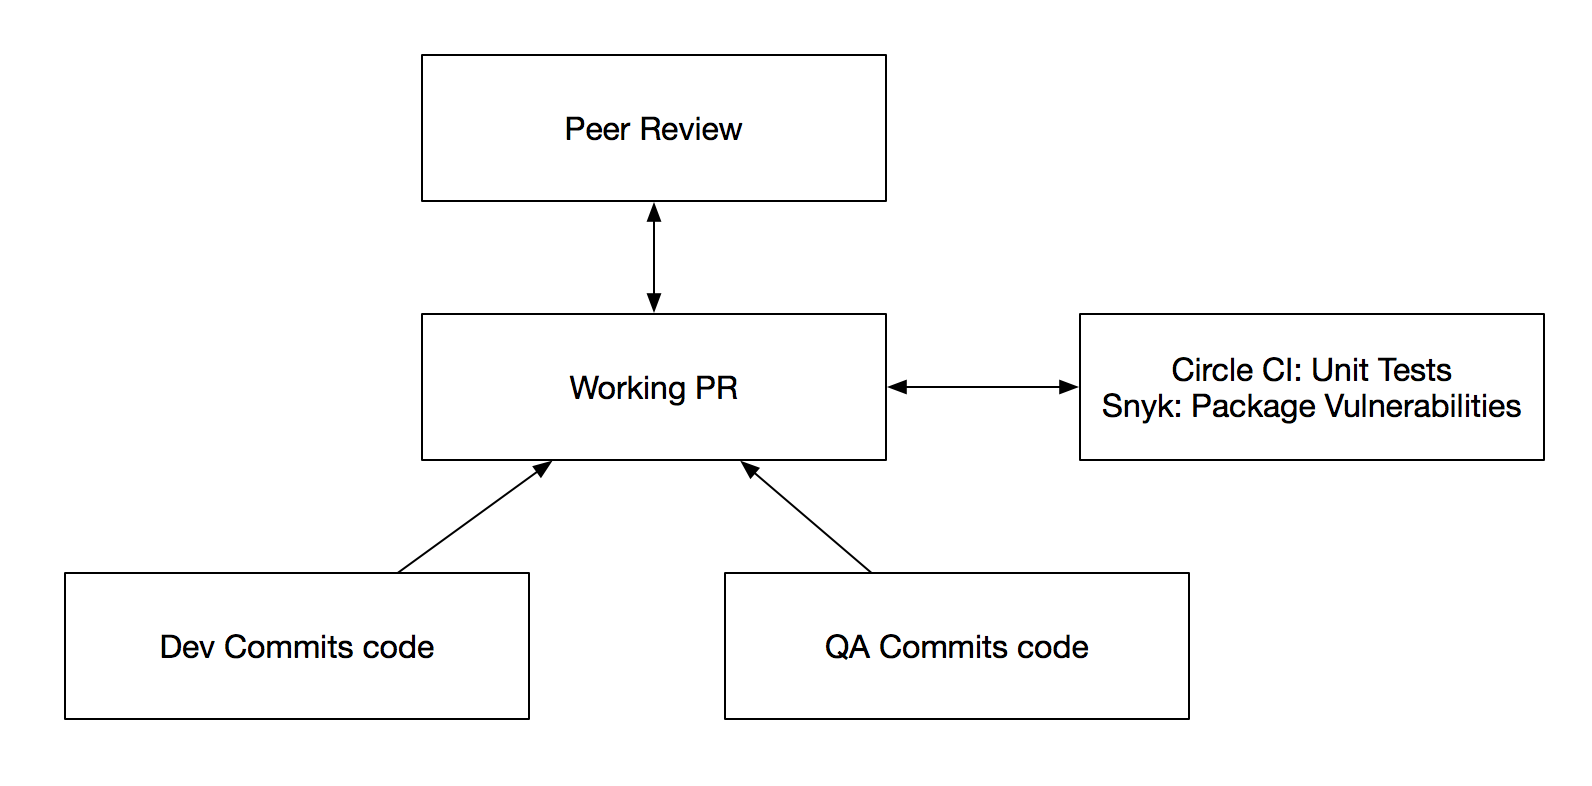 Peer Review
Working PR
Circle CI: Unit Tests
Snyk: Package Vulnerabilities
Dev Commits code
QA Commits code